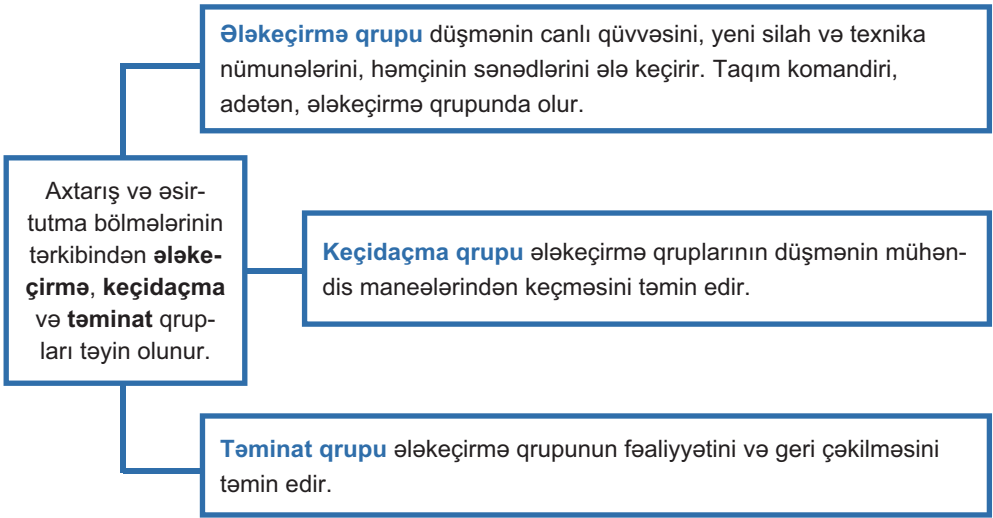 Ələkeçirmə qrupu düşmənin canlı qüvvəsini, yeni silah və texnika
nümunələrini, həmçinin sənədlərini ələ keçirir. Taqım komandiri,
adətən, ələkeçirmə qrupunda olur.
Axtarış və əsir-
tutma bölmələrinin
tərkibindən ələke-
çirmə, keçidaçma
və təminat qrup-
ları təyin olunur.
Keçidaçma qrupu ələkeçirmə qruplarının düşmənin mühən-
dis maneələrindən keçməsini təmin edir.
Təminat qrupu ələkeçirmə qrupunun fəaliyyətini və geri çəkilməsini
təmin edir.